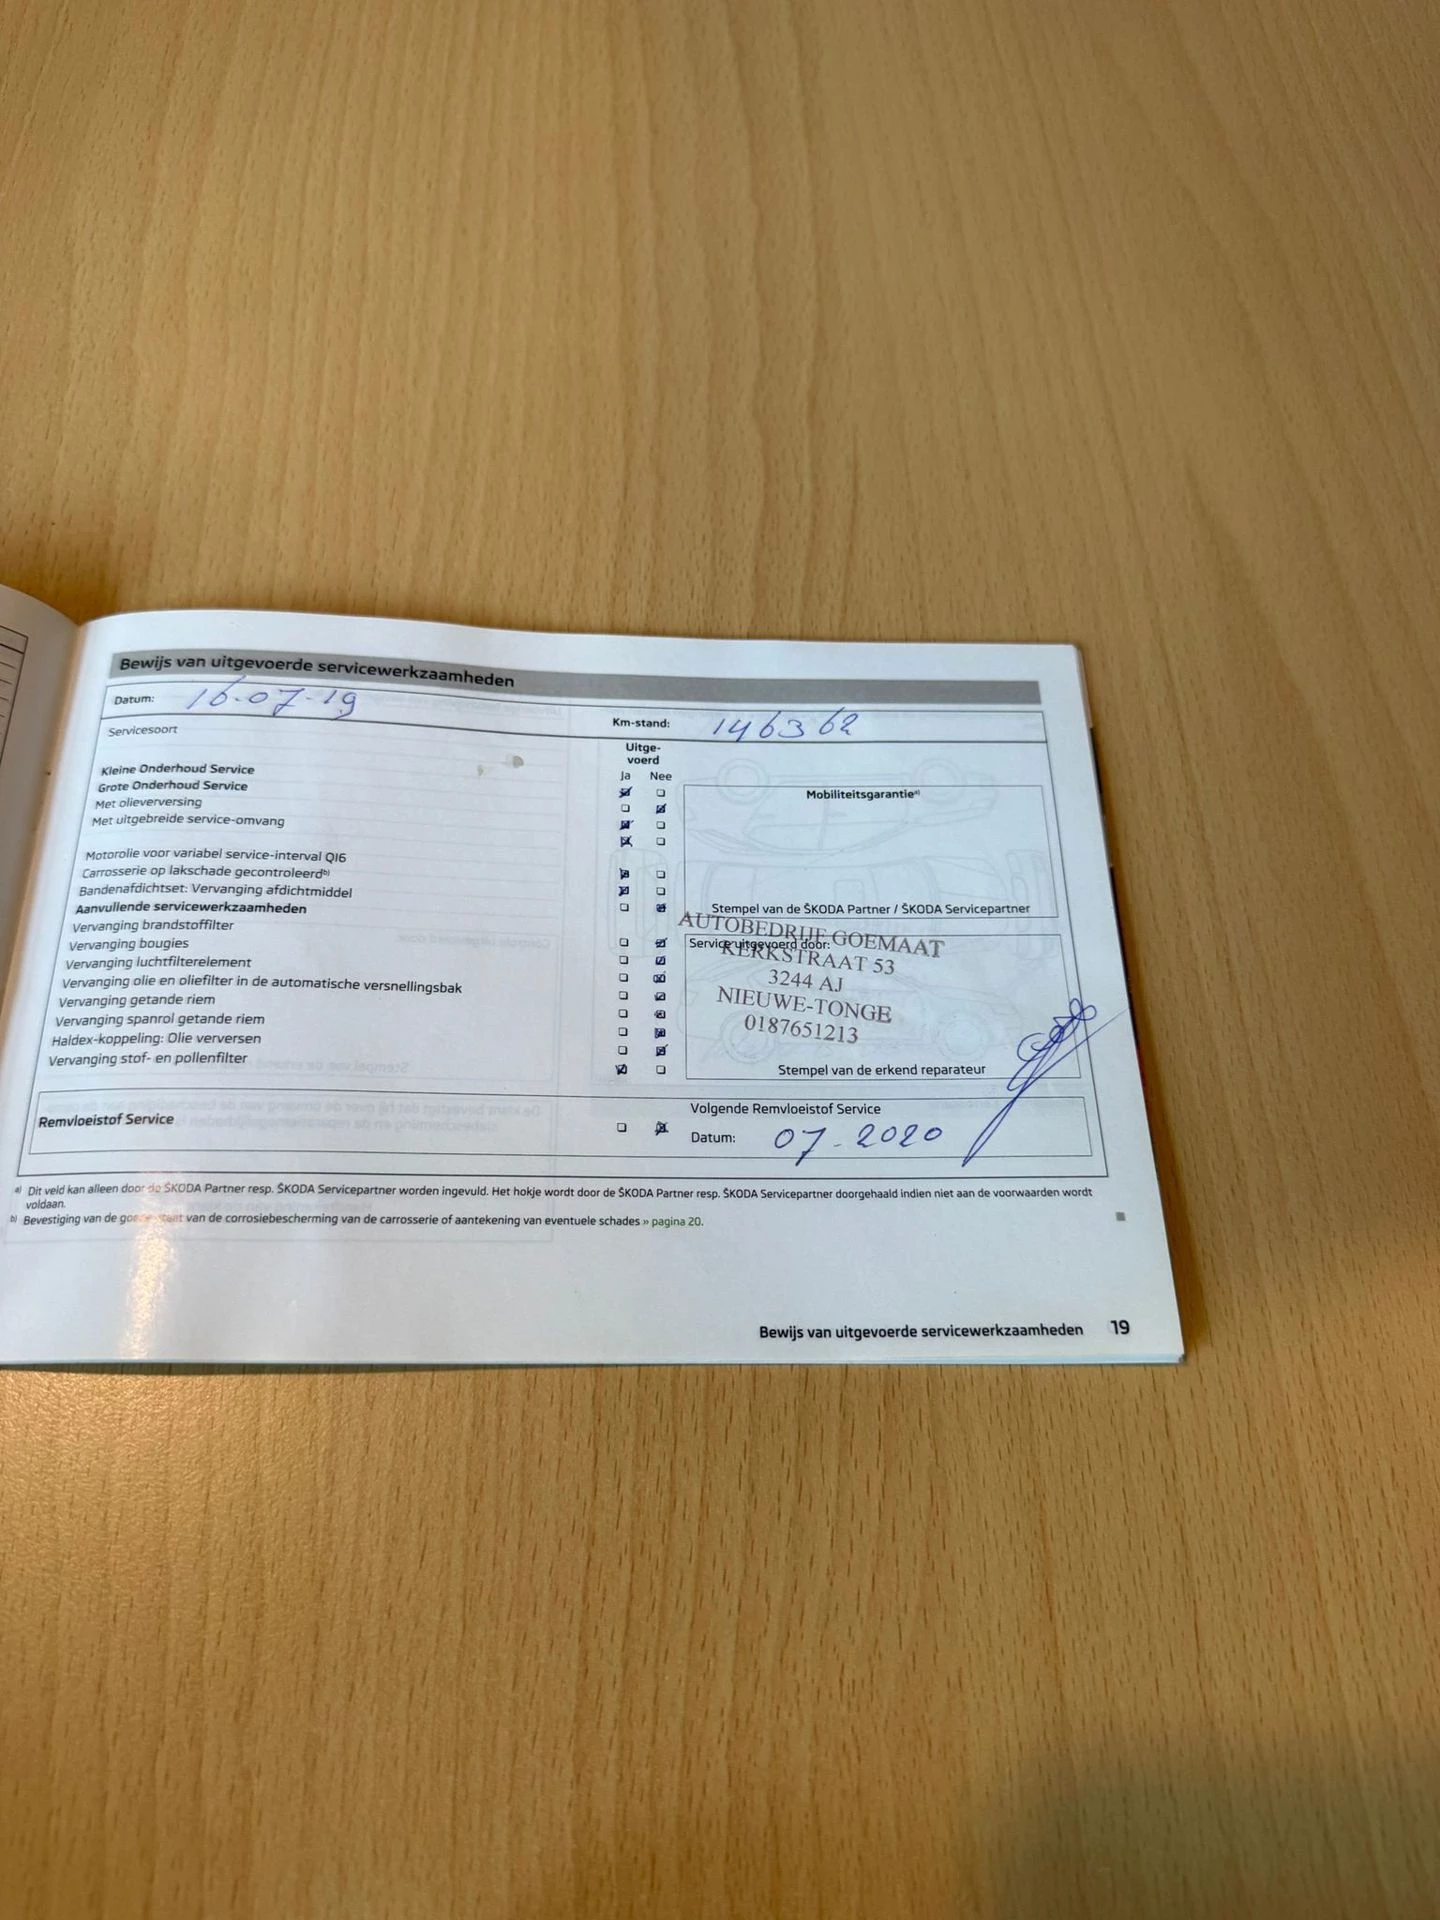 Bewijs van uitgevoerde servicewerkzaamheden
Datum: 16-07-19
Km-stand: 146362
Servicesoort
Uitge-
voerd
Ja Nee
Kleine Onderhoud Service
Grote Onderhoud Service
Met olieverversing
Met uitgebreide service-omvang
Motorolie voor variabel service-interval QI6
Carrosserie op lakschade gecontroleerd b)
Bandenafdichtset: Vervanging afdichtmiddel
Aanvullende servicewerkzaamheden
Vervanging brandstoffilter
Vervanging bougies
Vervanging luchtfilterelement
Vervanging olie en oliefilter in de automatische versnellingsbak
Vervanging getande riem
Vervanging spanrol getande riem
Haldex-koppeling: Olie verversen
Vervanging stof- en pollenfilter
Mobiliteitsgarantie a)
Stempel van de ŠKODA Partner / ŠKODA Servicepartner
Service uitgevoerd door:
AUTOBEDRIJF GOEMAAT
KERKSTRAAT 53
3244 AJ
NIEUWE-TONGE
0187651213
Stempel van de erkend reparateur
Remvloeistof Service
Volgende Remvloeistof Service
Datum: 07-2020
a) Dit veld kan alleen door de ŠKODA Partner resp. ŠKODA Servicepartner worden ingevuld. Het hokje wordt door de ŠKODA Partner resp. ŠKODA Servicepartner doorgehaald indien niet aan de voorwaarden wordt
voldaan.
b) Bevestiging van de goede staat van de corrosiebescherming van de carrosserie of aantekening van eventuele schades » pagina 20.
Bewijs van uitgevoerde servicewerkzaamheden 19